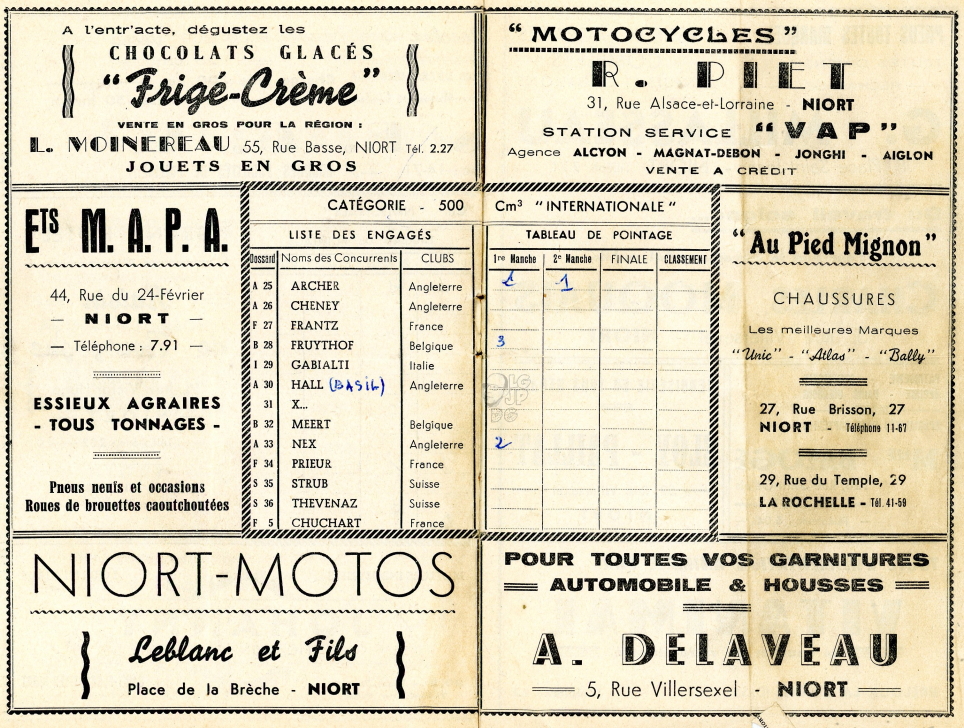 A l'entr'acte, dégustez les
CHOCOLATS GLACÉS
"Frigé-Crème"
VENTE EN GROS POUR LA RÉGION :
L. MOINEREAU 55, Rue Basse, NIORT Tél. 2.27
JOUETS EN GROS
"MOTOCYCLES"
R. PIET
31, Rue Alsace-et-Lorraine - NIORT
STATION SERVICE "VAP"
Agence ALCYON - MAGNAT-DEBON - JONGHI - AIGLON
VENTE A CRÉDIT
Ets M. A. P. A.
44, Rue du 24-Février
— NIORT —
— Téléphone : 7.91 —
ESSIEUX AGRAIRES
- TOUS TONNAGES -
Pneus neufs et occasions
Roues de brouettes caoutchoutées
CATÉGORIE - 500 Cm³ "INTERNATIONALE"
LISTE DES ENGAGÉS TABLEAU DE POINTAGE
Dossard Noms des Concurrents CLUBS 1re Manche 2e Manche FINALE CLASSEMENT
A 25 ARCHER Angleterre 1 1
A 26 CHENEY Angleterre
F 27 FRANTZ France
B 28 FRUYTHOF Belgique 3
I 29 GABIALTI Italie
A 30 HALL (BASIL) Angleterre
31 X...
B 32 MEERT Belgique
A 33 NEX Angleterre 2
F 34 PRIEUR France
S 35 STRUB Suisse
S 36 THEVENAZ Suisse
F 5 CHUCHART France
LG
JP
DG
"Au Pied Mignon"
CHAUSSURES
Les meilleures Marques
"Unic" - "Atlas" - "Bally"
27, Rue Brisson, 27
NIORT - Téléphone 11-67
29, Rue du Temple, 29
LA ROCHELLE - Tél. 41-59
NIORT-MOTOS
Leblanc et Fils
Place de la Brèche - NIORT
POUR TOUTES VOS GARNITURES
AUTOMOBILE & HOUSSES
A. DELAVEAU
5, Rue Villersexel - NIORT